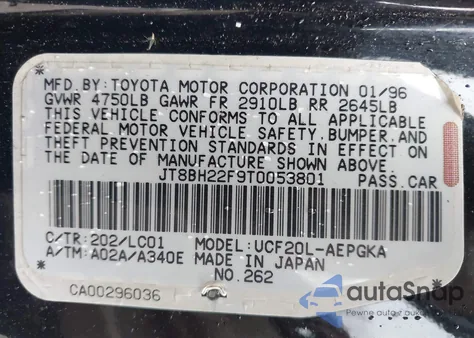 MFD.BY:TOYOTA MOTOR CORPORATION 01/96
GVWR 4750LB GAWR FR 2910LB RR 2645LB
THIS VEHICLE CONFORMS TO ALL APPLICABLE
FEDERAL MOTOR VEHICLE SAFETY,BUMPER,AND
THEFT PREVENTION STANDARDS IN EFFECT ON
THE DATE OF MANUFACTURE SHOWN ABOVE.
JT8BH22F9T0053801 PASS.CAR
C/TR:202/LC01 MODEL:UCF20L-AEPGKA
A/TM:A02A/A340E MADE IN JAPAN
NO.262
CA00296036
autoSnap
Pewne auta z aukcji